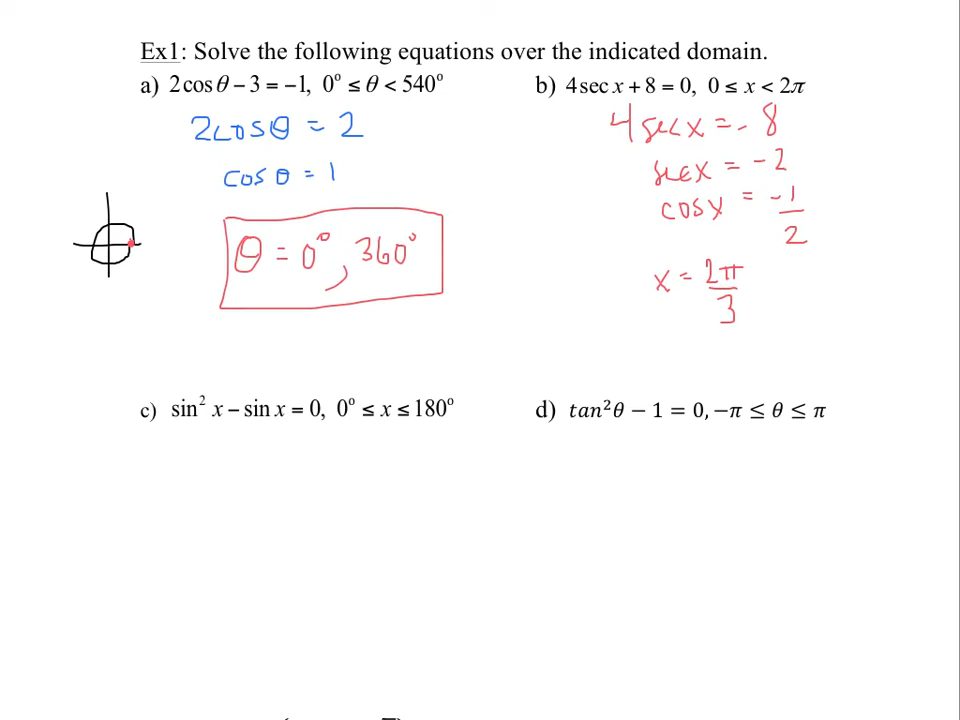 Ex1: Solve the following equations over the indicated domain.
a) 2cosθ − 3 = −1, 0° ≤ θ < 540°
2cosθ = 2
cosθ = 1
θ = 0°, 360°
b) 4sec x + 8 = 0, 0 ≤ x < 2π
4secx = -8
secx = -2
cosx = -1/2
x = 2π/3
c) sin² x − sin x = 0, 0° ≤ x ≤ 180°
d) tan²θ − 1 = 0, −π ≤ θ ≤ π